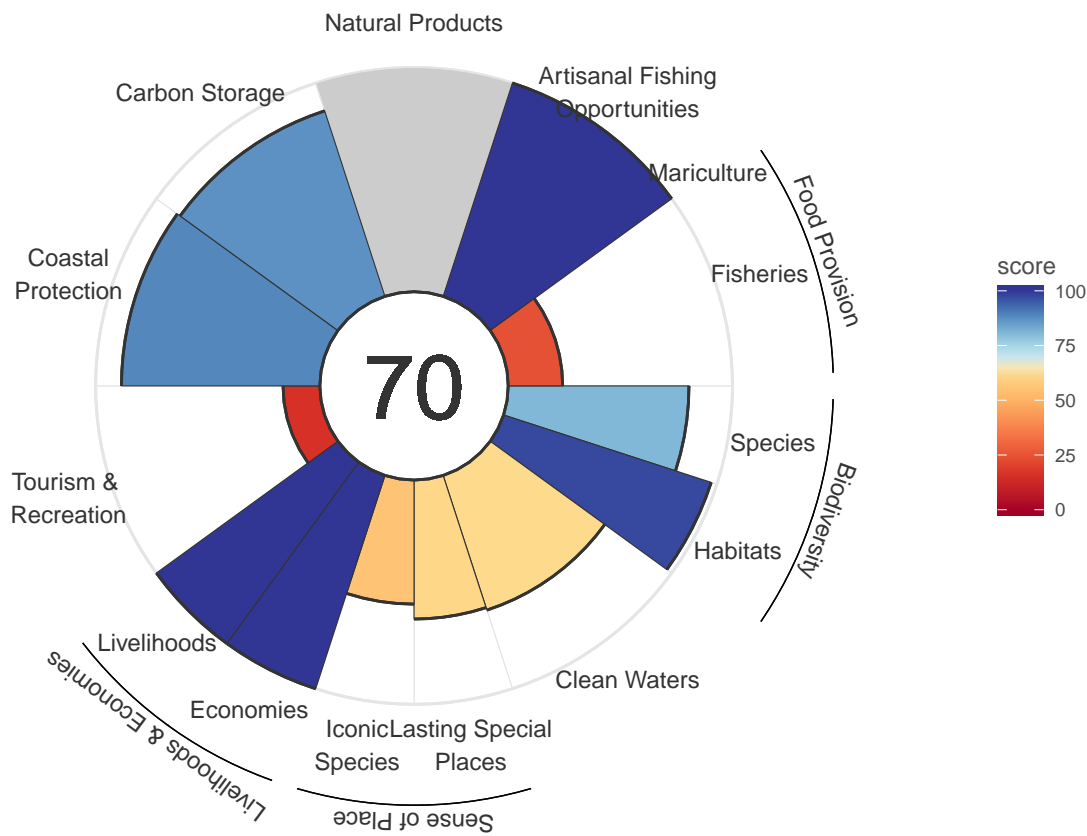 Natural Products
Artisanal Fishing
Opportunities
Carbon Storage
Mariculture
Food Provision
Fisheries
Coastal
Protection
score
100
75
50
25
0
70
Species
Biodiversity
Habitats
Tourism &
Recreation
Livelihoods
Livelihoods & Economies
Economies
Clean Waters
Iconic
Species
Lasting Special
Places
Sense of Place